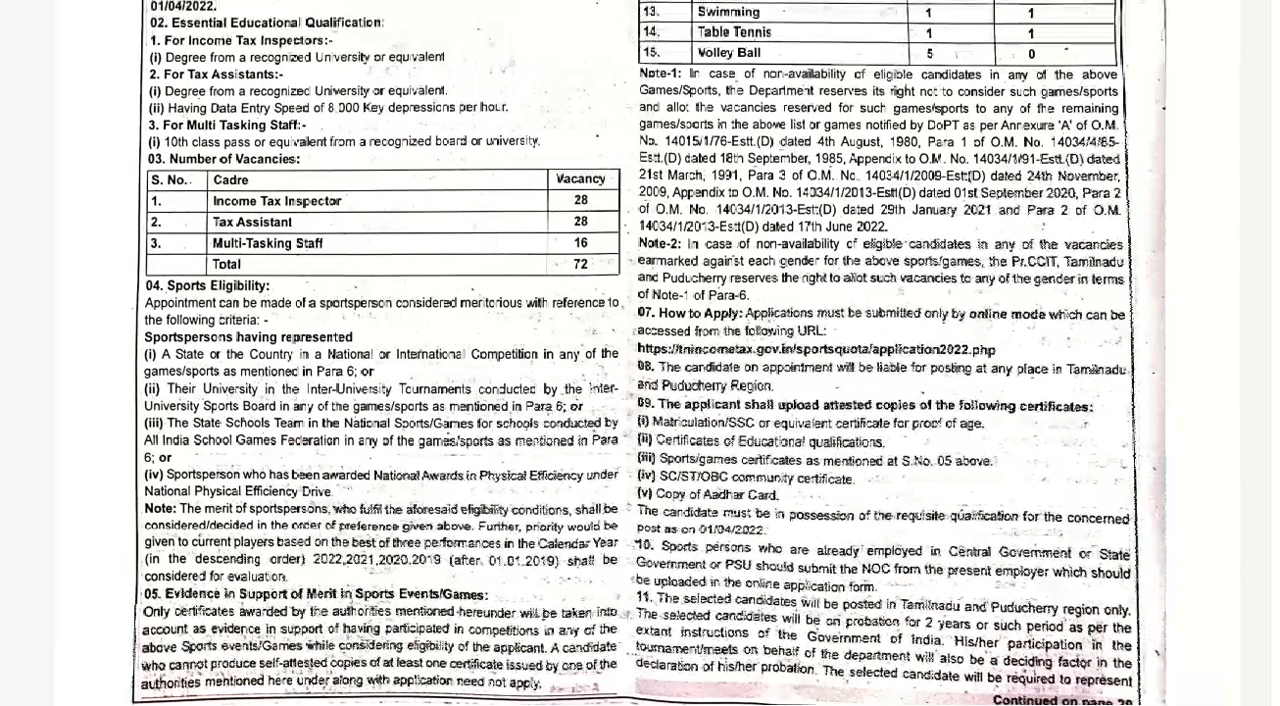 01/04/2022.
02. Essential Educational Qualification:
1. For Income Tax Inspectors:-
(i) Degree from a recognized University or equivalent
2. For Tax Assistants:-
(i) Degree from a recognized University or equivalent.
(ii) Having Data Entry Speed of 8,000 Key depressions per hour.
3. For Multi Tasking Staff:-
(i) 10th class pass or equivalent from a recognized board or university.
03. Number of Vacancies:
S. No. Cadre Vacancy
1. Income Tax Inspector 28
2. Tax Assistant 28
3. Multi-Tasking Staff 16
Total 72
04. Sports Eligibility:
Appointment can be made of a sportsperson considered meritorious with reference to
the following criteria: -
Sportspersons having represented
(i) A State or the Country in a National or International Competition in any of the
games/sports as mentioned in Para 6; or
(ii) Their University in the Inter-University Tournaments conducted by the Inter-
University Sports Board in any of the games/sports as mentioned in Para 6; or
(iii) The State Schools Team in the National Sports/Games for schools conducted by
All India School Games Federation in any of the games/sports as mentioned in Para
6; or
(iv) Sportsperson who has been awarded National Awards in Physical Efficiency under
National Physical Efficiency Drive.
Note: The merit of sportspersons, who fulfil the aforesaid eligibility conditions, shall be
considered/decided in the order of preference given above. Further, priority would be
given to current players based on the best of three performances in the Calendar Year
(in the descending order) 2022,2021,2020,2019 (after 01.01.2019) shall be
considered for evaluation.
05. Evidence in Support of Merit in Sports Events/Games:
Only certificates awarded by the authorities mentioned hereunder will be taken into
account as evidence in support of having participated in competitions in any of the
above Sports events/Games while considering eligibility of the applicant. A candidate
who cannot produce self-attested copies of at least one certificate issued by one of the
authorities mentioned here under along with application need not apply.
13. Swimming 1 1
14. Table Tennis 1 1
15. Volley Ball 5 0
Note-1: In case of non-availability of eligible candidates in any of the above
Games/Sports, the Department reserves its right not to consider such games/sports
and allot the vacancies reserved for such games/sports to any of the remaining
games/sports in the above list or games notified by DoPT as per Annexure 'A' of O.M.
No. 14015/1/76-Estt.(D) dated 4th August, 1980, Para 1 of O.M. No. 14034/4/85-
Estt.(D) dated 18th September, 1985, Appendix to O.M. No. 14034/1/91-Estt.(D) dated
21st March, 1991, Para 3 of O.M. No. 14034/1/2009-Estt(D) dated 24th November,
2009, Appendix to O.M. No. 14034/1/2013-Estt(D) dated 01st September 2020, Para 2
of O.M. No. 14034/1/2013-Estt(D) dated 29th January 2021 and Para 2 of O.M.
14034/1/2013-Estt(D) dated 17th June 2022.
Note-2: In case of non-availability of eligible candidates in any of the vacancies
earmarked against each gender for the above sports/games, the Pr.CCIT, Tamilnadu
and Puducherry reserves the right to allot such vacancies to any of the gender in terms
of Note-1 of Para-6.
07. How to Apply: Applications must be submitted only by online mode which can be
accessed from the following URL:
https://tnincometax.gov.in/sportsquota/application2022.php
08. The candidate on appointment will be liable for posting at any place in Tamilnadu
and Puducherry Region.
09. The applicant shall upload attested copies of the following certificates:
(i) Matriculation/SSC or equivalent certificate for proof of age.
(ii) Certificates of Educational qualifications.
(iii) Sports/games certificates as mentioned at S.No. 05 above.
(iv) SC/ST/OBC community certificate.
(v) Copy of Aadhar Card.
The candidate must be in possession of the requisite qualification for the concerned
post as on 01/04/2022.
10. Sports persons who are already employed in Central Government or State
Government or PSU should submit the NOC from the present employer which should
be uploaded in the online application form.
11. The selected candidates will be posted in Tamilnadu and Puducherry region only.
The selected candidates will be on probation for 2 years or such period as per the
extant instructions of the Government of India. His/her participation in the
tournament/meets on behalf of the department will also be a deciding factor in the
declaration of his/her probation. The selected candidate will be required to represent
Continued on page